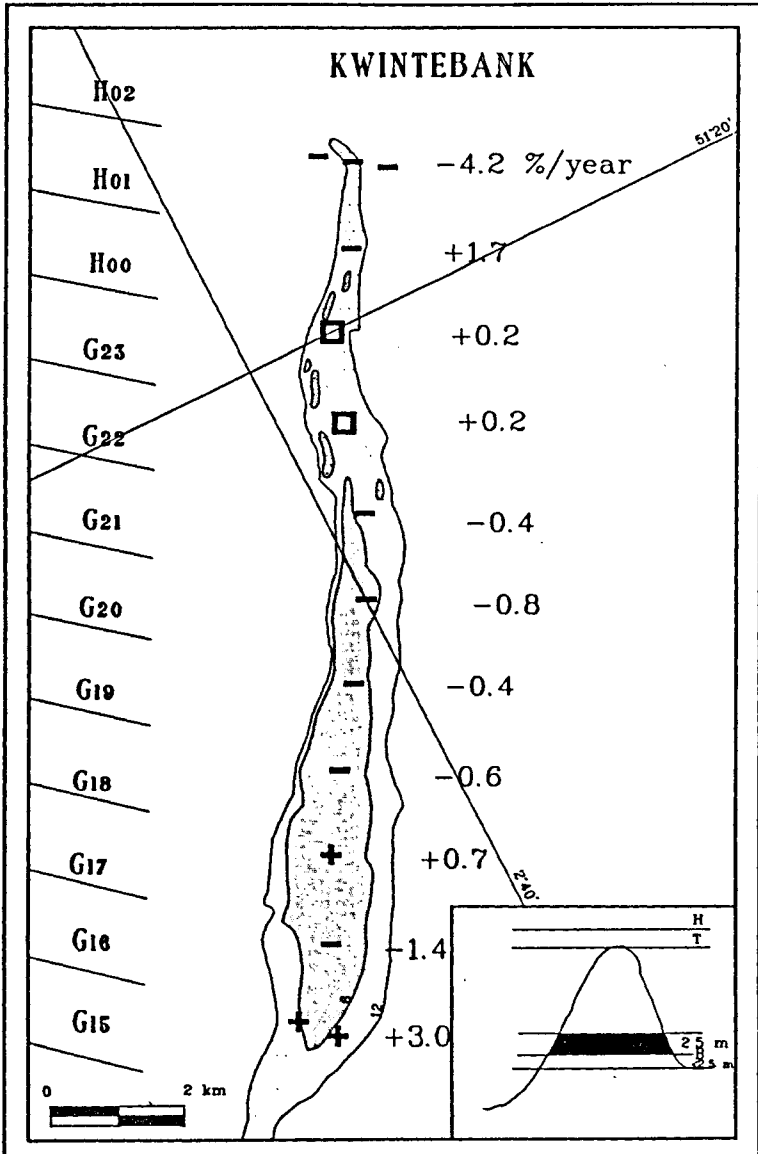 KWINTEBANK
H02
51°20'
H01
-4.2 %/year
H00
+1.7
G23
+0.2
G22
+0.2
G21
-0.4
G20
-0.8
G19
-0.4
G18
-0.6
G17
+0.7
2°40'
G16
-1.4
H
T
G15
8
12
+3.0
2 5 m
B
2.5 m
0 2 km